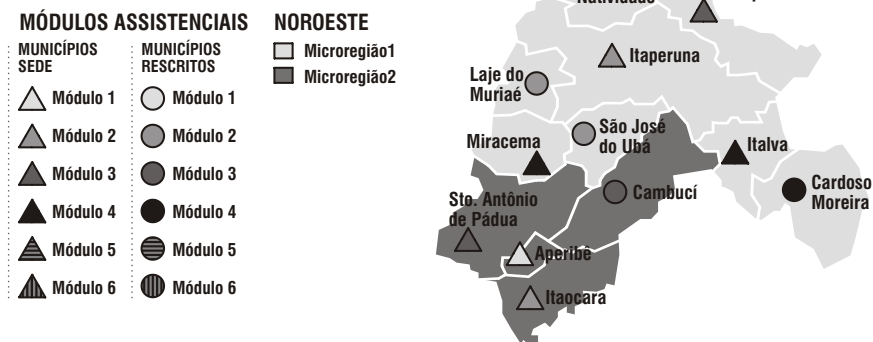 MÓDULOS ASSISTENCIAIS
MUNICÍPIOS
SEDE
Módulo 1
Módulo 2
Módulo 3
Módulo 4
Módulo 5
Módulo 6
MUNICÍPIOS
RESCRITOS
Módulo 1
Módulo 2
Módulo 3
Módulo 4
Módulo 5
Módulo 6
NOROESTE
Microregião1
Microregião2
Natividade
Itaperuna
Laje do
Muriaé
São José
do Ubá
Miracema
Italva
Cardoso
Moreira
Cambucí
Sto. Antônio
de Pádua
Aperibê
Itaocara